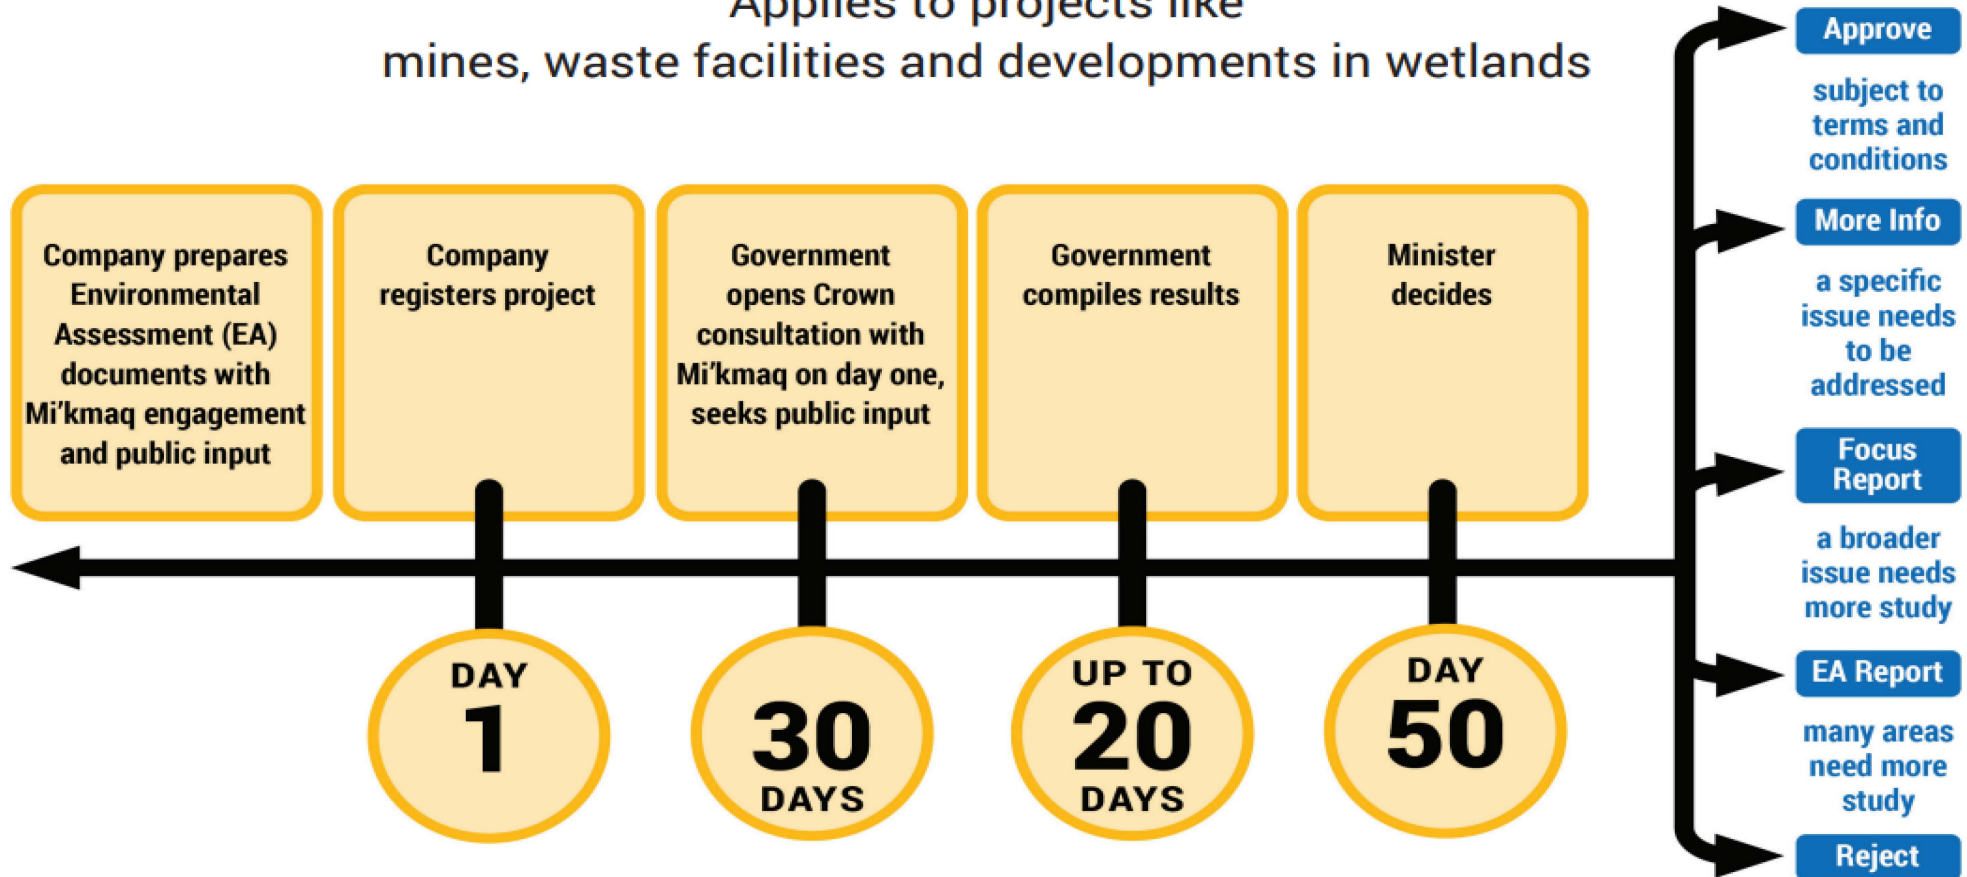 Applies to projects like
mines, waste facilities and developments in wetlands
Company prepares
Environmental
Assessment (EA)
documents with
Mi'kmaq engagement
and public input
Company
registers project
Government
opens Crown
consultation with
Mi'kmaq on day one,
seeks public input
Government
compiles results
Minister
decides
DAY
1
30
DAYS
UP TO
20
DAYS
DAY
50
Approve
subject to
terms and
conditions
More Info
a specific
issue needs
to be
addressed
Focus
Report
a broader
issue needs
more study
EA Report
many areas
need more
study
Reject